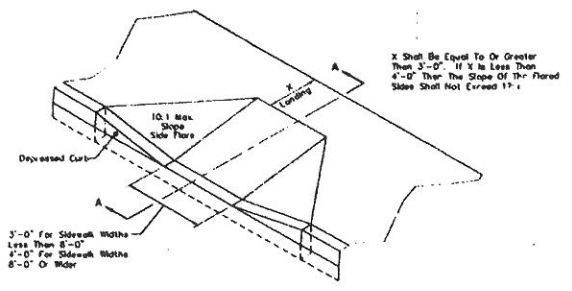 A
X
Landing
X Shall Be Equal To Or Greater
Than 3'-0". If X Is Less Than
4'-0" Then The Slope Of The Flared
Sides Shall Not Exceed
10:1 Max.
Slope
Side Flare
Depressed Curb
A
3'-0" For Sidewalk Widths
Less Than 8'-0"
4'-0" For Sidewalk Widths
8'-0" Or Wider